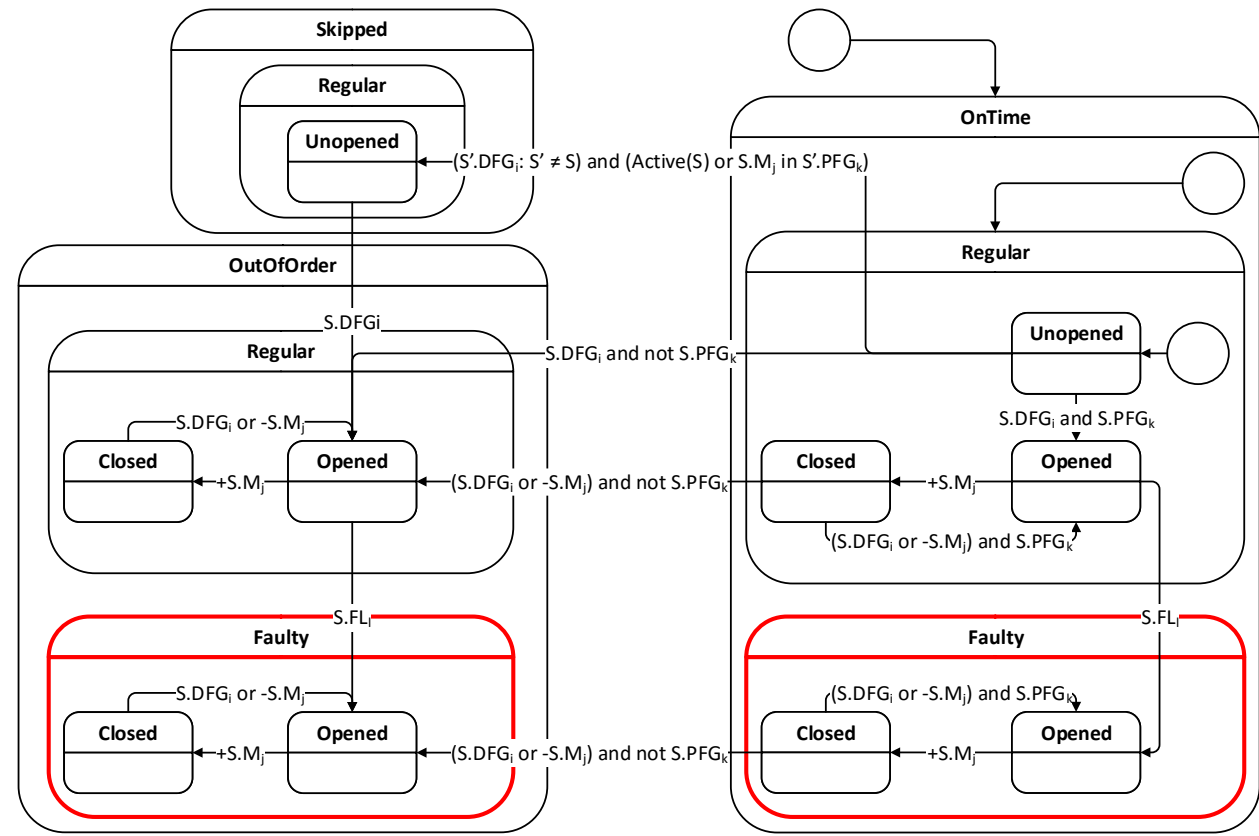 Skipped
Regular
Unopened
OnTime
(S’.DFGi: S’ ≠ S) and (Active(S) or S.Mj in S’.PFGk)
Regular
OutOfOrder
S.DFGi
Unopened
Regular
S.DFGi and not S.PFGk
S.DFGi and S.PFGk
S.DFGi or -S.Mj
Closed
Opened
Closed
Opened
+S.Mj
(S.DFGi or -S.Mj) and not S.PFGk
+S.Mj
(S.DFGi or -S.Mj) and S.PFGk
S.FLl
S.FLl
Faulty
Faulty
S.DFGi or -S.Mj
(S.DFGi or -S.Mj) and S.PFGk
Closed
Opened
Closed
Opened
+S.Mj
(S.DFGi or -S.Mj) and not S.PFGk
+S.Mj